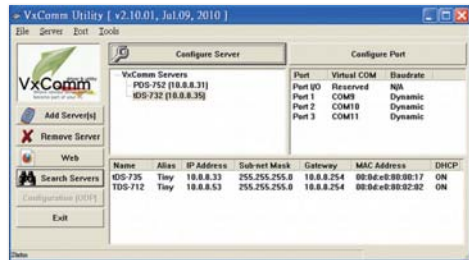 VxComm Utility [ v2.10.01, Jul.09, 2010 ]
File Server Port Tools
VxComm
Add Server(s)
Remove Server
Web
Search Servers
Configuration (UDP)
Exit
Configure Server
VxComm Servers
PDS-752 (10.0.8.31)
tDS-732 (10.0.8.35)
Configure Port
Port Virtual COM Baudrate
Port I/O Reserved N/A
Port 1 COM9 Dynamic
Port 2 COM10 Dynamic
Port 3 COM11 Dynamic
Name Alias IP Address Sub-net Mask Gateway MAC Address DHCP
tDS-735 Tiny 10.0.8.33 255.255.255.0 10.0.8.254 00:0d:e0:80:00:17 ON
TDS-712 Tiny 10.0.8.53 255.255.255.0 10.0.8.254 00:0d:e0:80:02:02 ON
Status